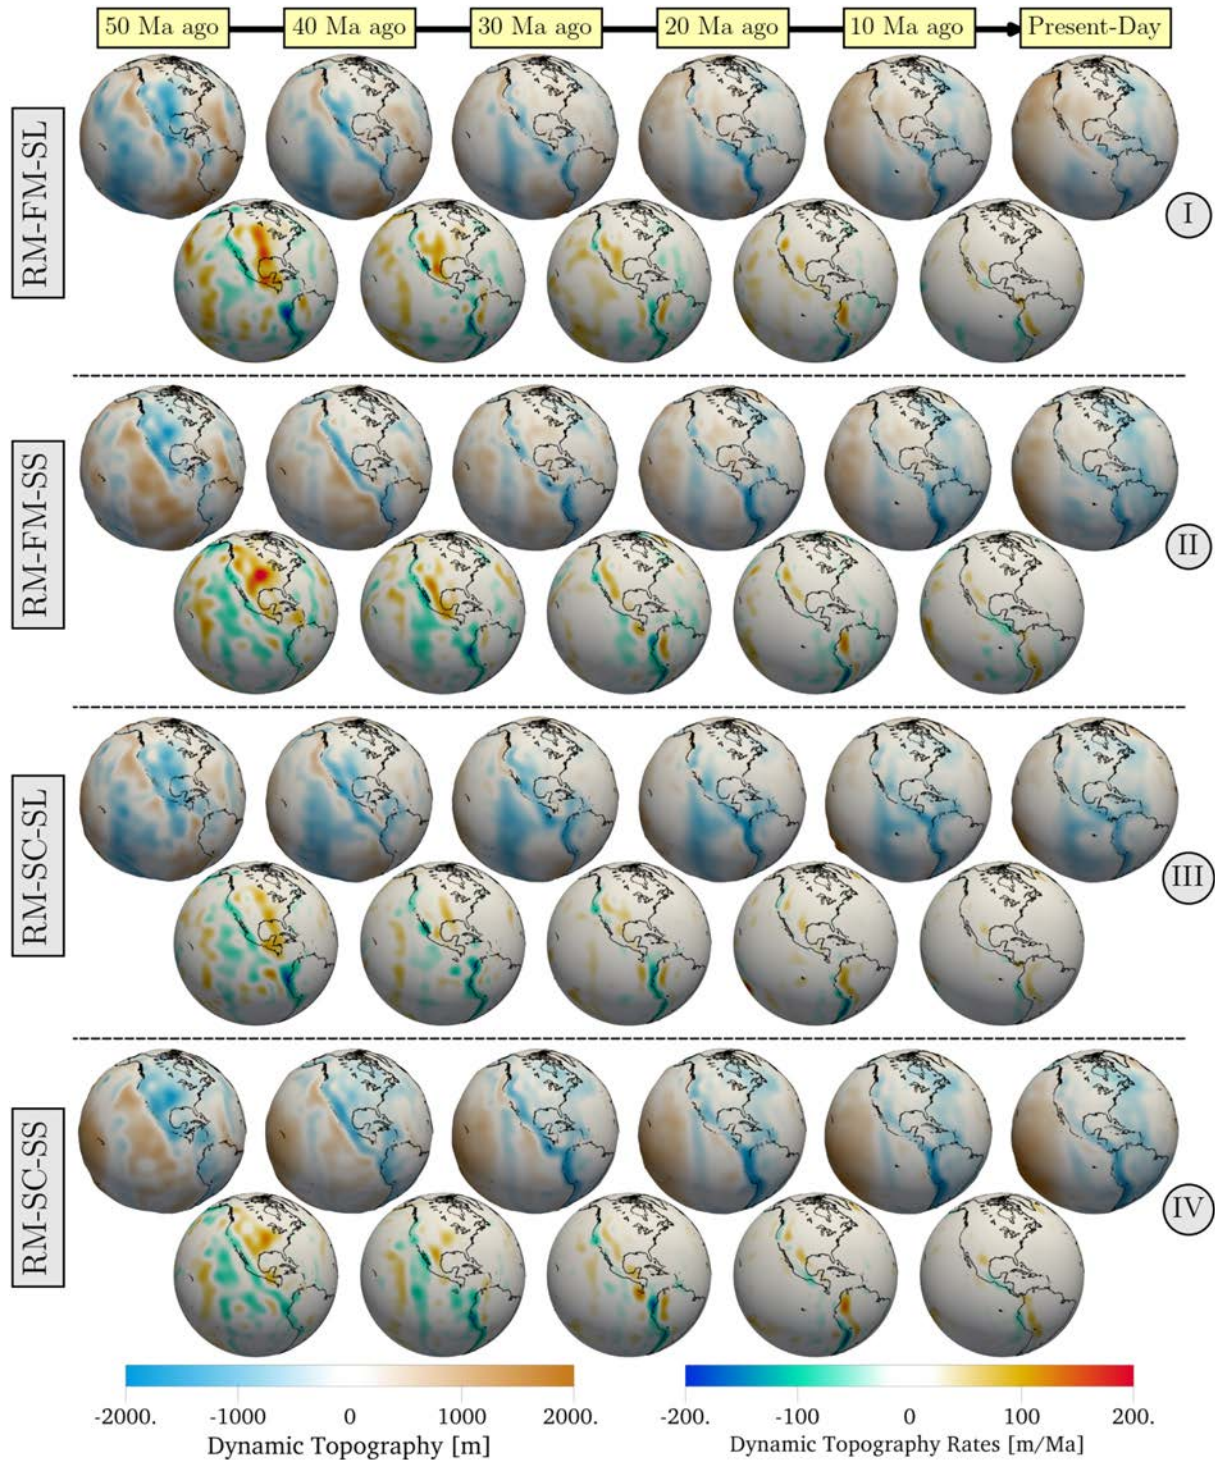 50 Ma ago
40 Ma ago
30 Ma ago
20 Ma ago
10 Ma ago
Present-Day
RM-FM-SL
I
RM-FM-SS
II
RM-SC-SL
III
RM-SC-SS
IV
-2000. -1000 0 1000 2000.
Dynamic Topography [m]
-200. -100 0 100 200.
Dynamic Topography Rates [m/Ma]